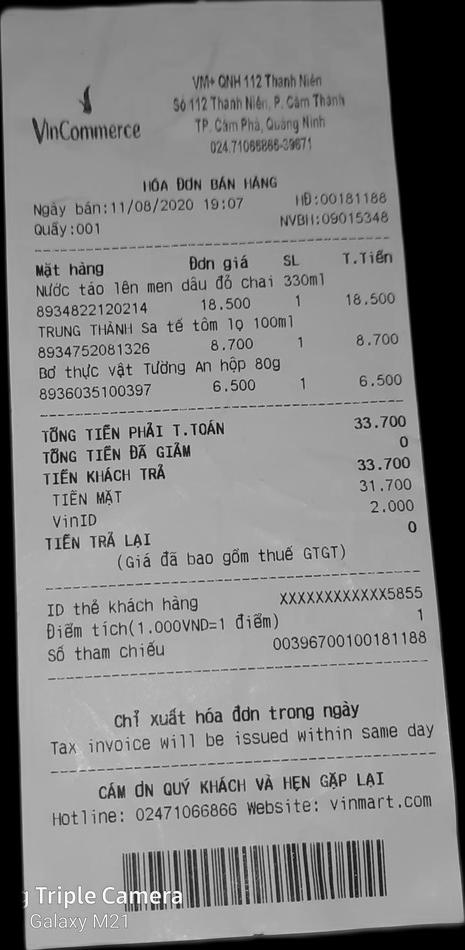 VinCommerce
VM+ QNH 112 Thanh Niên
Số 112 Thanh Niên, P. Cẩm Thành
TP. Cẩm Phả, Quảng Ninh
024.71066866-39671
HÓA ĐƠN BÁN HÀNG
Ngày bán:11/08/2020 19:07 HĐ:00181188
Quầy:001 NVBH:09015348
Mặt hàng Đơn giá SL T.Tiền
Nước táo lên men dâu đỏ chai 330ml
8934822120214 18.500 1 18.500
TRUNG THÀNH Sa tế tôm lọ 100ml
8934752081326 8.700 1 8.700
Bơ thực vật Tường An hộp 80g
8936035100397 6.500 1 6.500
TỔNG TIỀN PHẢI T.TOÁN 33.700
TỔNG TIỀN ĐÃ GIẢM 0
TIỀN KHÁCH TRẢ 33.700
TIỀN MẶT 31.700
VinID 2.000
TIỀN TRẢ LẠI 0
(Giá đã bao gồm thuế GTGT)
ID thẻ khách hàng XXXXXXXXXXXX5855
Điểm tích(1.000VND=1 điểm) 1
Số tham chiếu 00396700100181188
Chỉ xuất hóa đơn trong ngày
Tax invoice will be issued within same day
CẢM ƠN QUÝ KHÁCH VÀ HẸN GẶP LẠI
Hotline: 02471066866 Website: vinmart.com
Triple Camera
Galaxy M21